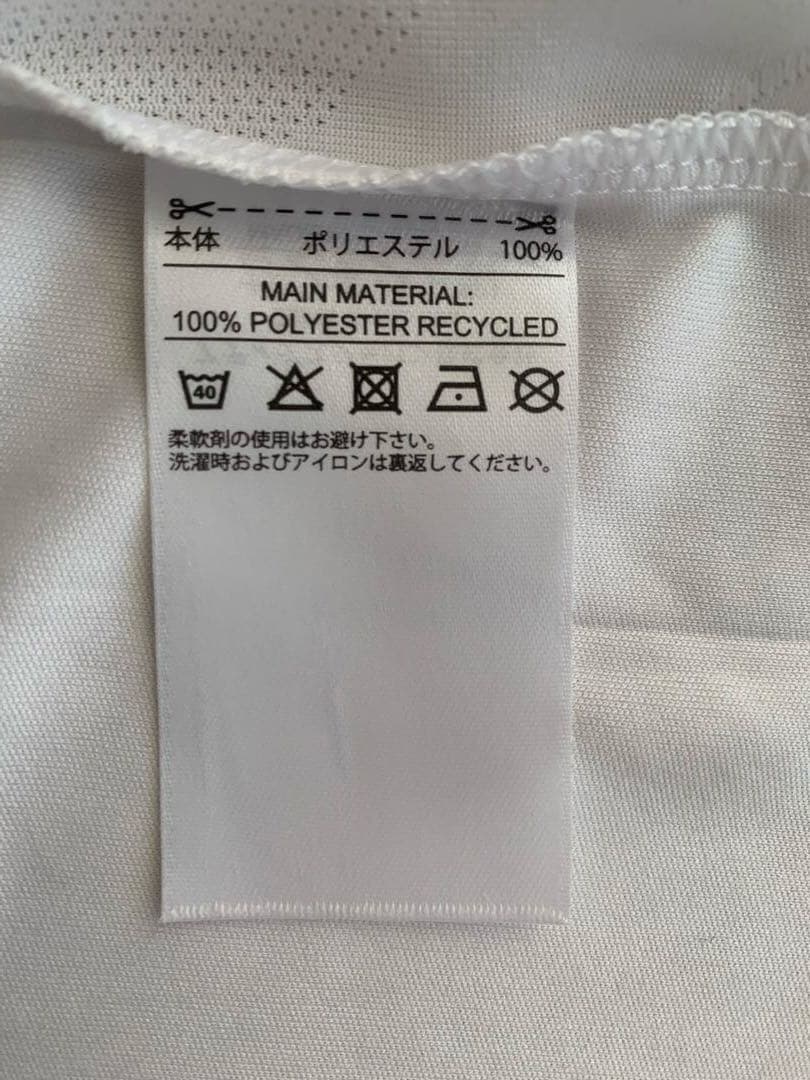 本体 ポリエステル 100%
MAIN MATERIAL:
100% POLYESTER RECYCLED
40
柔軟剤の使用はお避け下さい。
洗濯時およびアイロンは裏返してください。